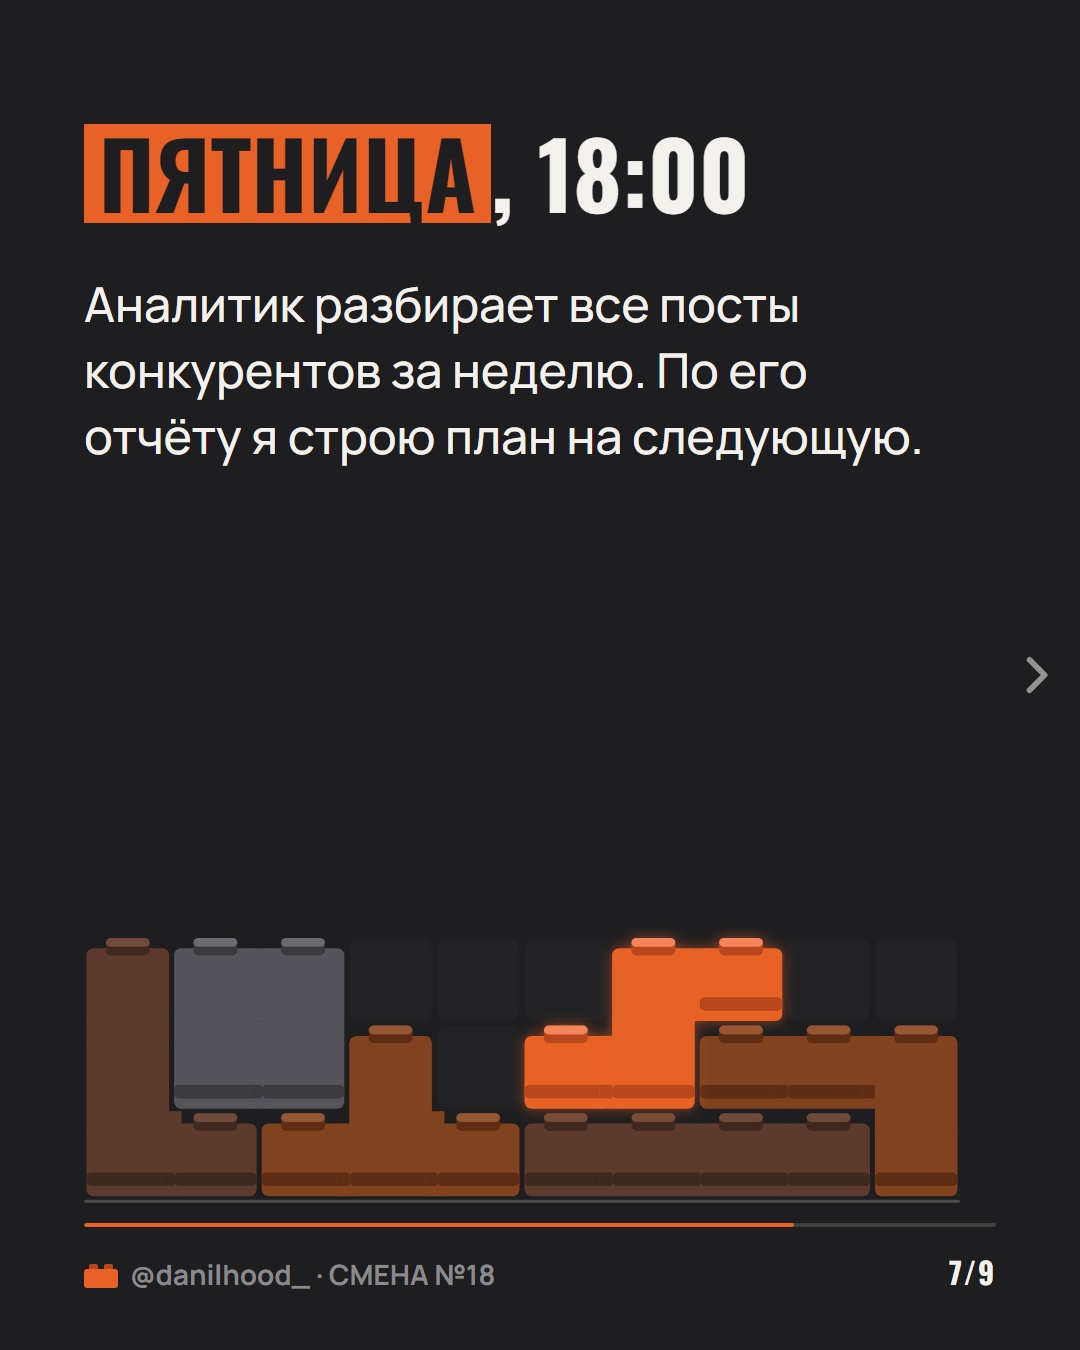 ПЯТНИЦА, 18:00
Аналитик разбирает все посты
конкурентов за неделю. По его
отчёту я строю план на следующую.
@danilhood_ · СМЕНА №18
7/9